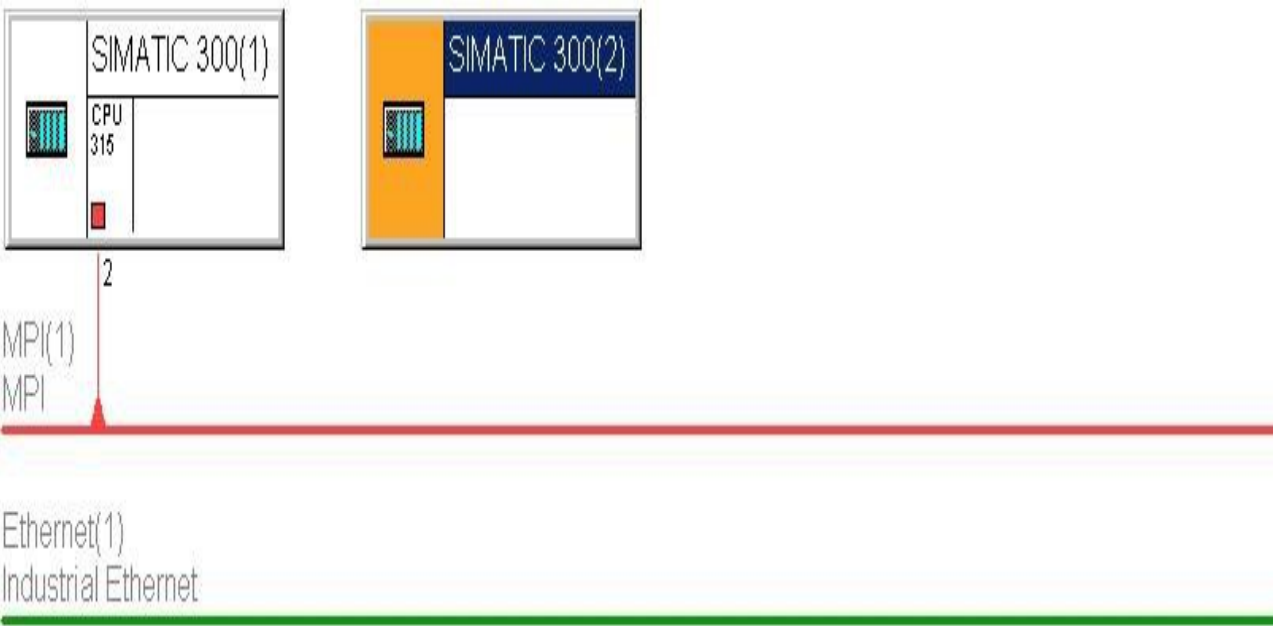 SIMATIC 300(1)
CPU
315
2
SIMATIC 300(2)
MPI(1)
MPI
Ethernet(1)
Industrial Ethernet